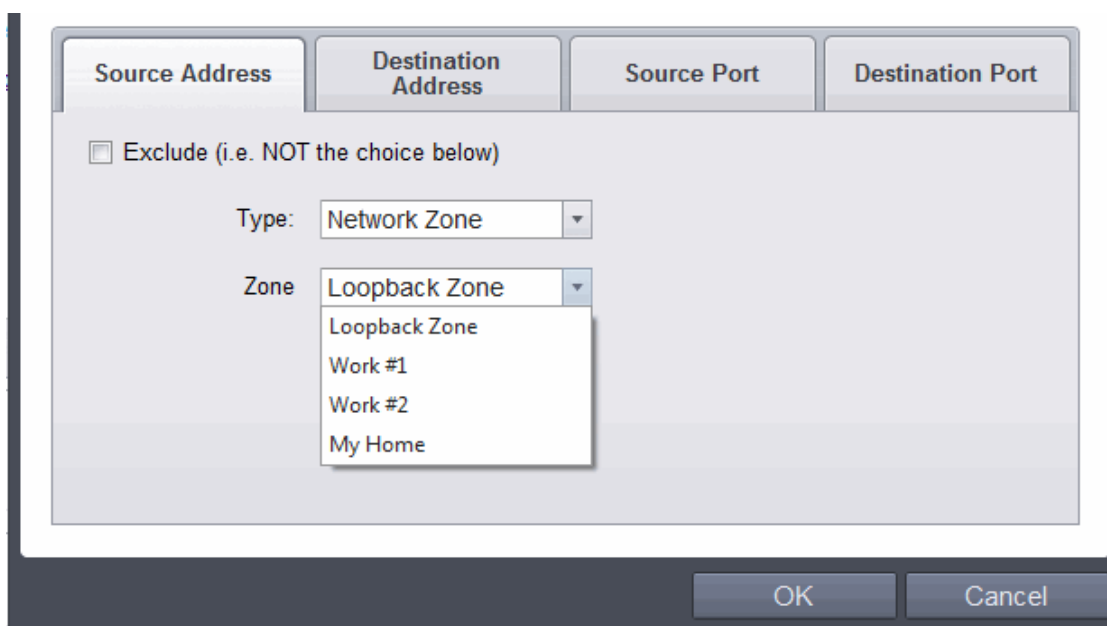 Source Address
Destination
Address
Source Port
Destination Port
Exclude (i.e. NOT the choice below)
Type:
Network Zone
Zone
Loopback Zone
Loopback Zone
Work #1
Work #2
My Home
OK
Cancel